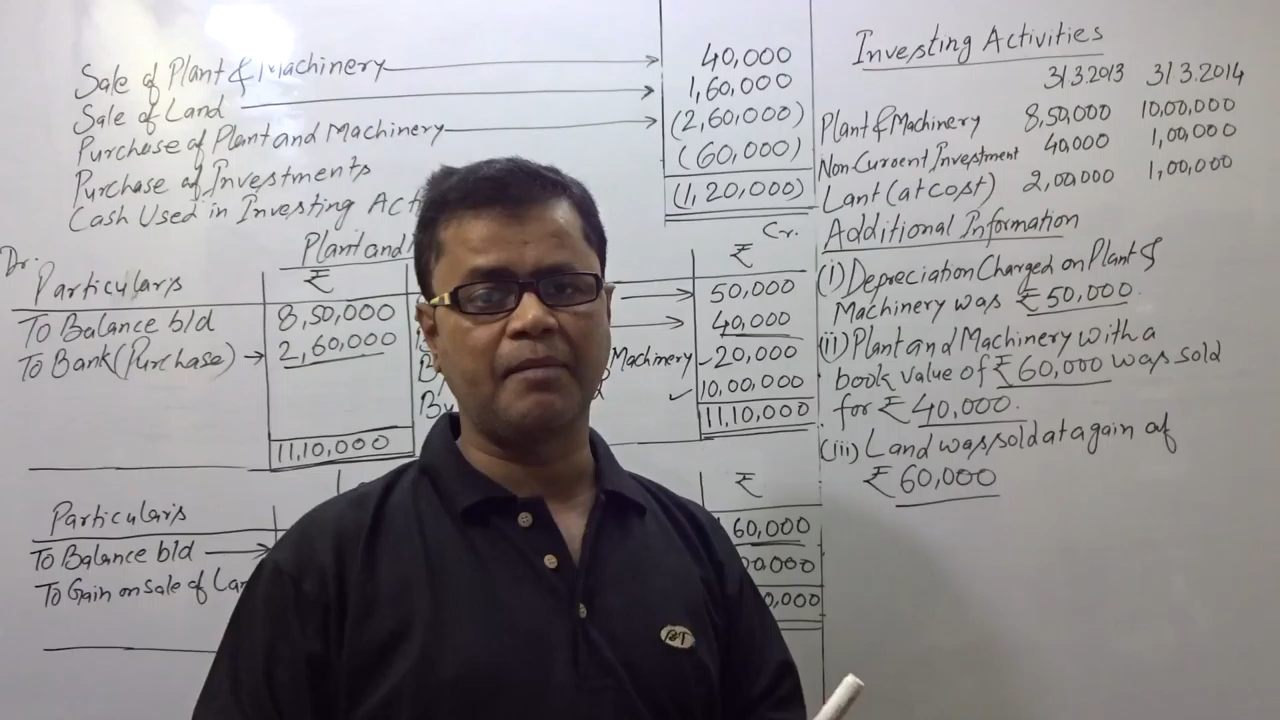 Sale of Plant & Machinery 40,000
Sale of Land 1,60,000
Purchase of Plant and Machinery (2,60,000)
Purchase of Investments (60,000)
Cash Used in Investing (1,20,000)
Dr. Plant and Cr.
Particulars ₹ ₹
To Balance b/d 8,50,000 50,000
To Bank (Purchase) 2,60,000 40,000
Machinery 20,000
10,00,000
11,10,000 11,10,000
Particulars ₹
To Balance b/d 60,000
To Gain on Sale of
Investing Activities
31.3.2013 31.3.2014
Plant & Machinery 8,50,000 10,00,000
Non Current Investment 40,000 1,00,000
Lant (at cost) 2,00,000 1,00,000
Additional Information
(i) Depreciation Charged on Plant &
Machinery was ₹ 50,000.
(ii) Plant and Machinery with a
book value of ₹ 60,000 was sold
for ₹ 40,000.
(iii) Land was sold at a gain of
₹ 60,000